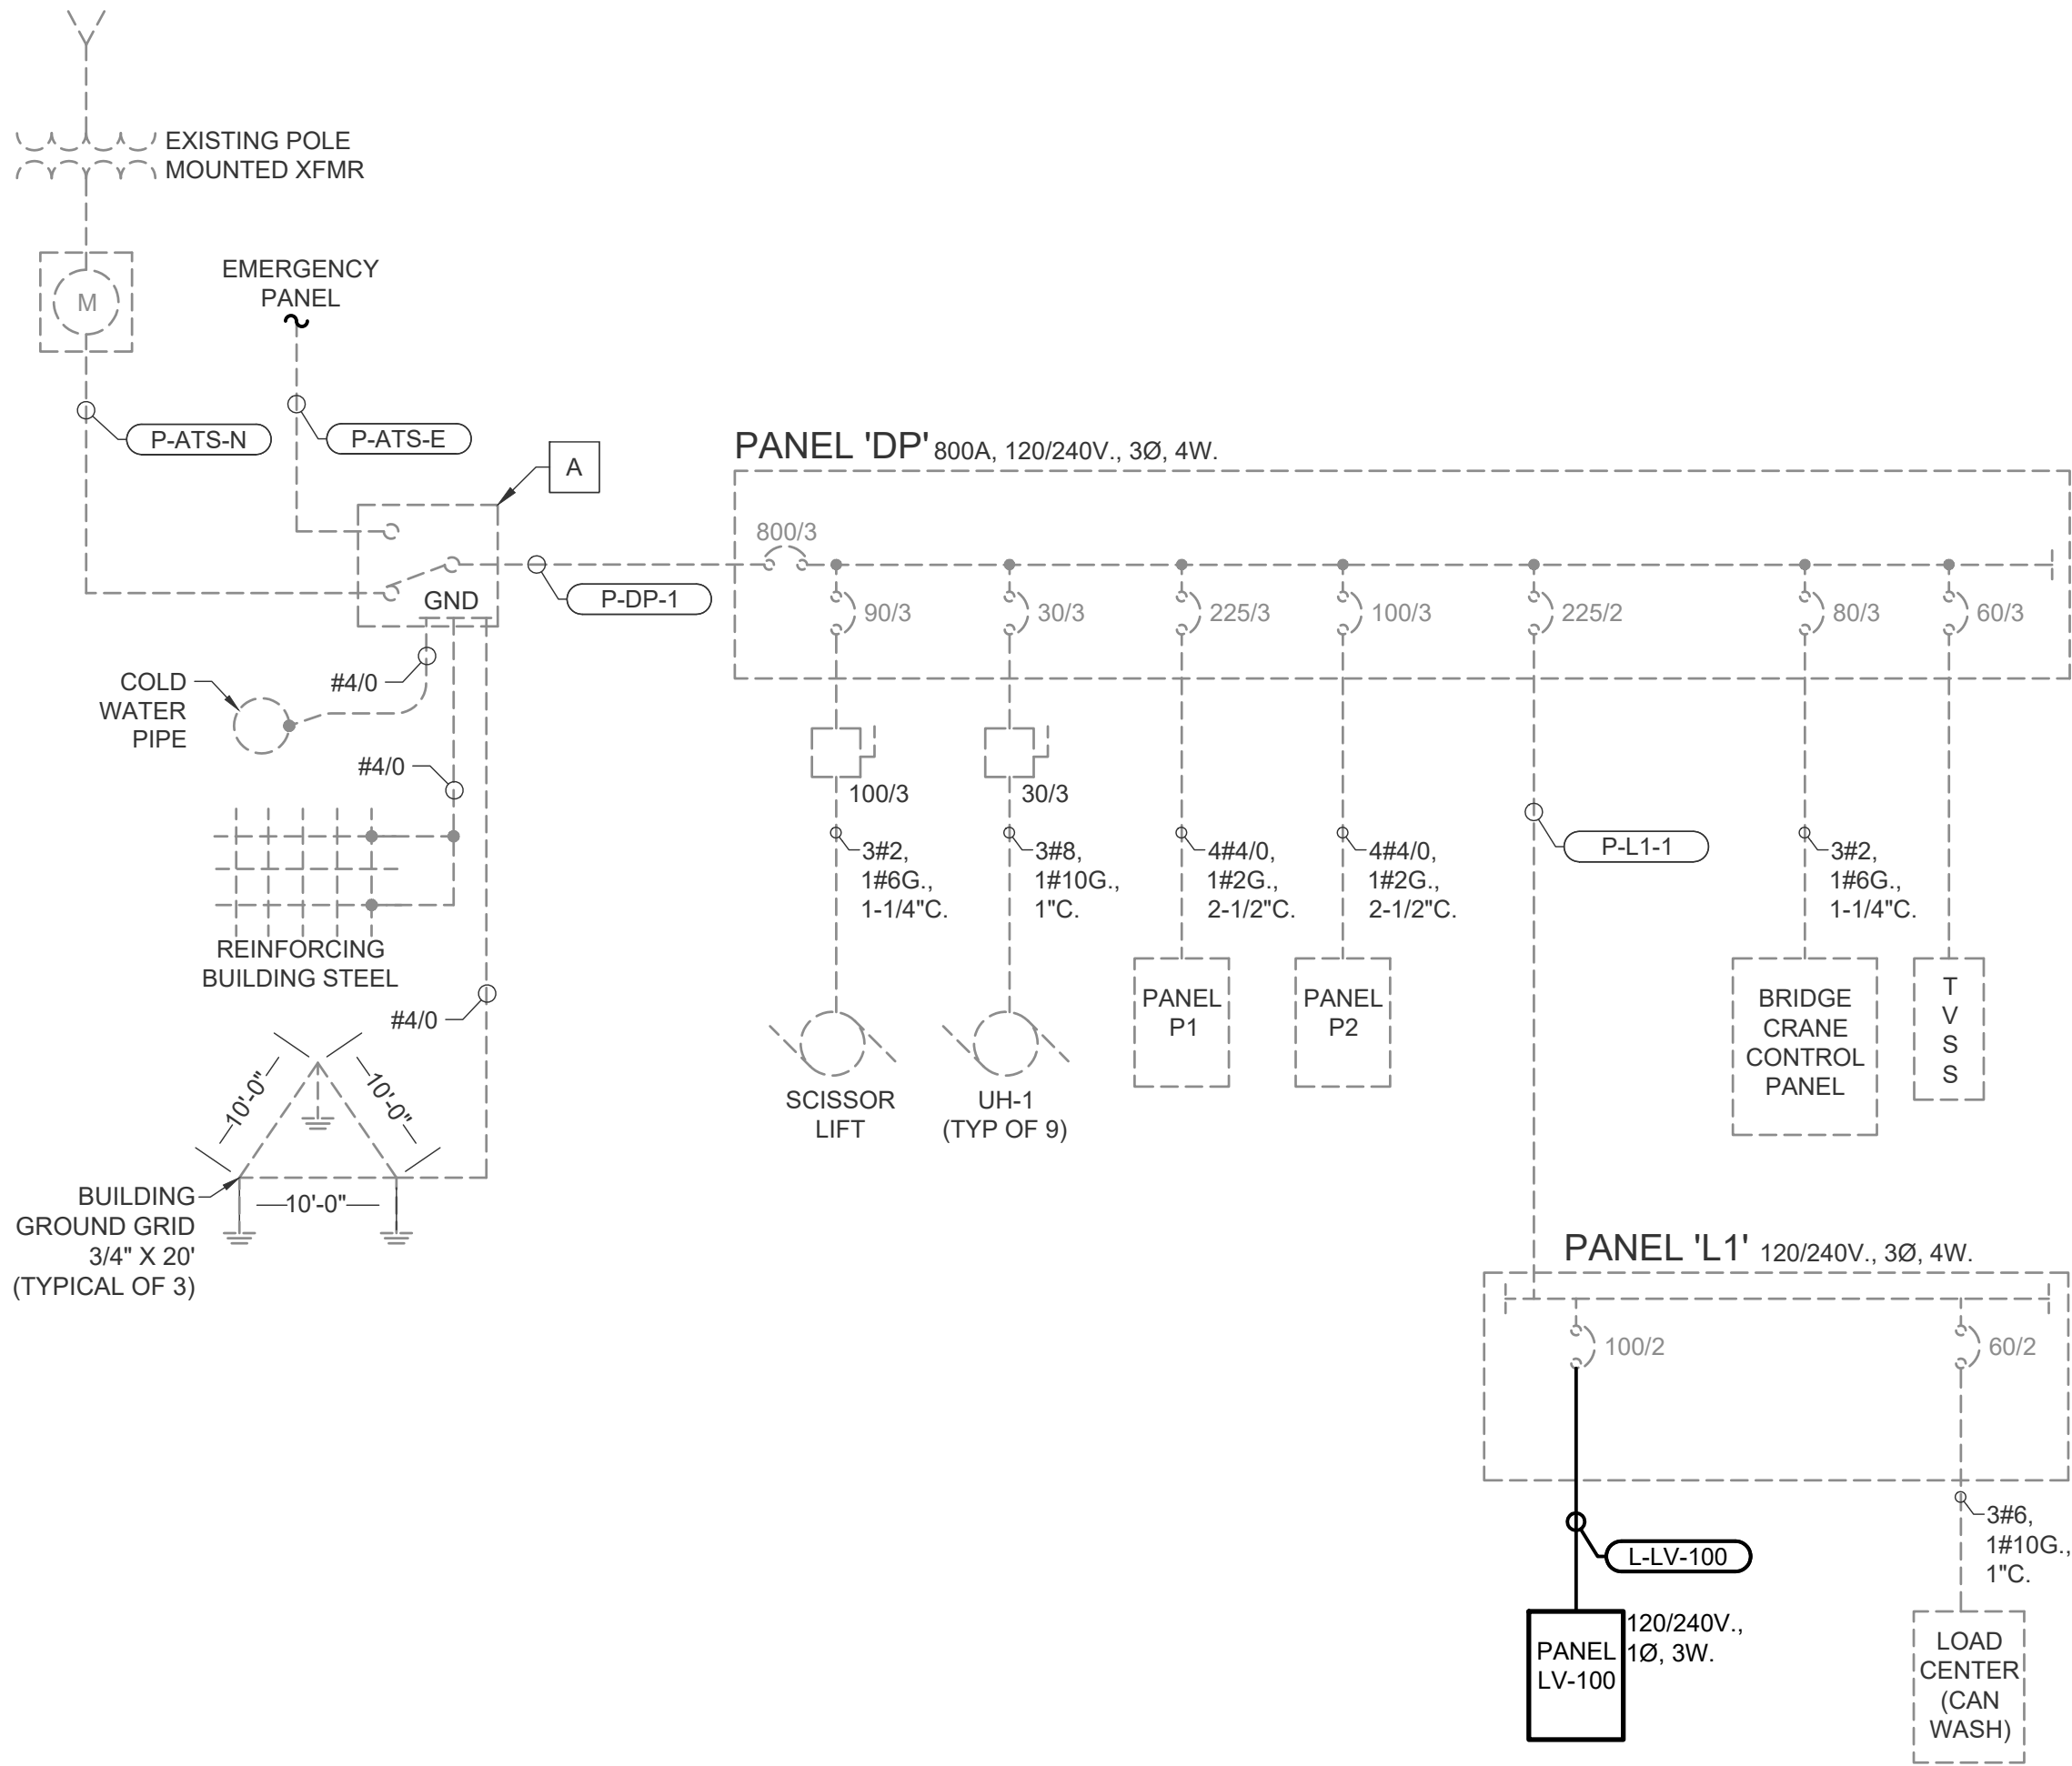 EXISTING POLE
MOUNTED XFMR
M
EMERGENCY
PANEL
P-ATS-N
P-ATS-E
A
GND
P-DP-1
COLD
WATER
PIPE
#4/0
#4/0
REINFORCING
BUILDING STEEL
#4/0
10'-0"
10'-0"
10'-0"
BUILDING
GROUND GRID
3/4" X 20'
(TYPICAL OF 3)
PANEL 'DP' 800A, 120/240V., 3Ø, 4W.
800/3
90/3
30/3
225/3
100/3
225/2
80/3
60/3
100/3
30/3
3#2,
1#6G.,
1-1/4"C.
3#8,
1#10G.,
1"C.
4#4/0,
1#2G.,
2-1/2"C.
4#4/0,
1#2G.,
2-1/2"C.
P-L1-1
3#2,
1#6G.,
1-1/4"C.
SCISSOR
LIFT
UH-1
(TYP OF 9)
PANEL
P1
PANEL
P2
BRIDGE
CRANE
CONTROL
PANEL
T
V
S
S
PANEL 'L1' 120/240V., 3Ø, 4W.
100/2
60/2
L-LV-100
3#6,
1#10G.,
1"C.
PANEL
LV-100
120/240V.,
1Ø, 3W.
LOAD
CENTER
(CAN
WASH)